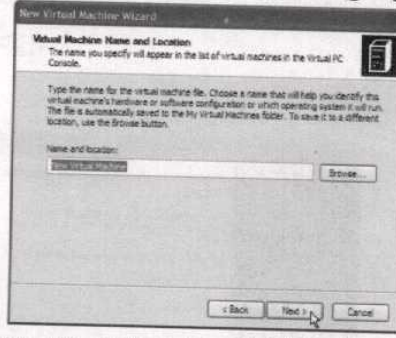 New Virtual Machine Wizard
Virtual Machine Name and Location
The name you specify will appear in the list of virtual machines in the Virtual PC
Console.
Type the name for the virtual machine file. Choose a name that will help you identify this
virtual machine's hardware or software configuration or which operating system it will run.
The file is automatically saved to the My Virtual Machines folder. To save it to a different
location, use the Browse button.
Name and location:
New Virtual Machine
Browse...
< Back
Next >
Cancel